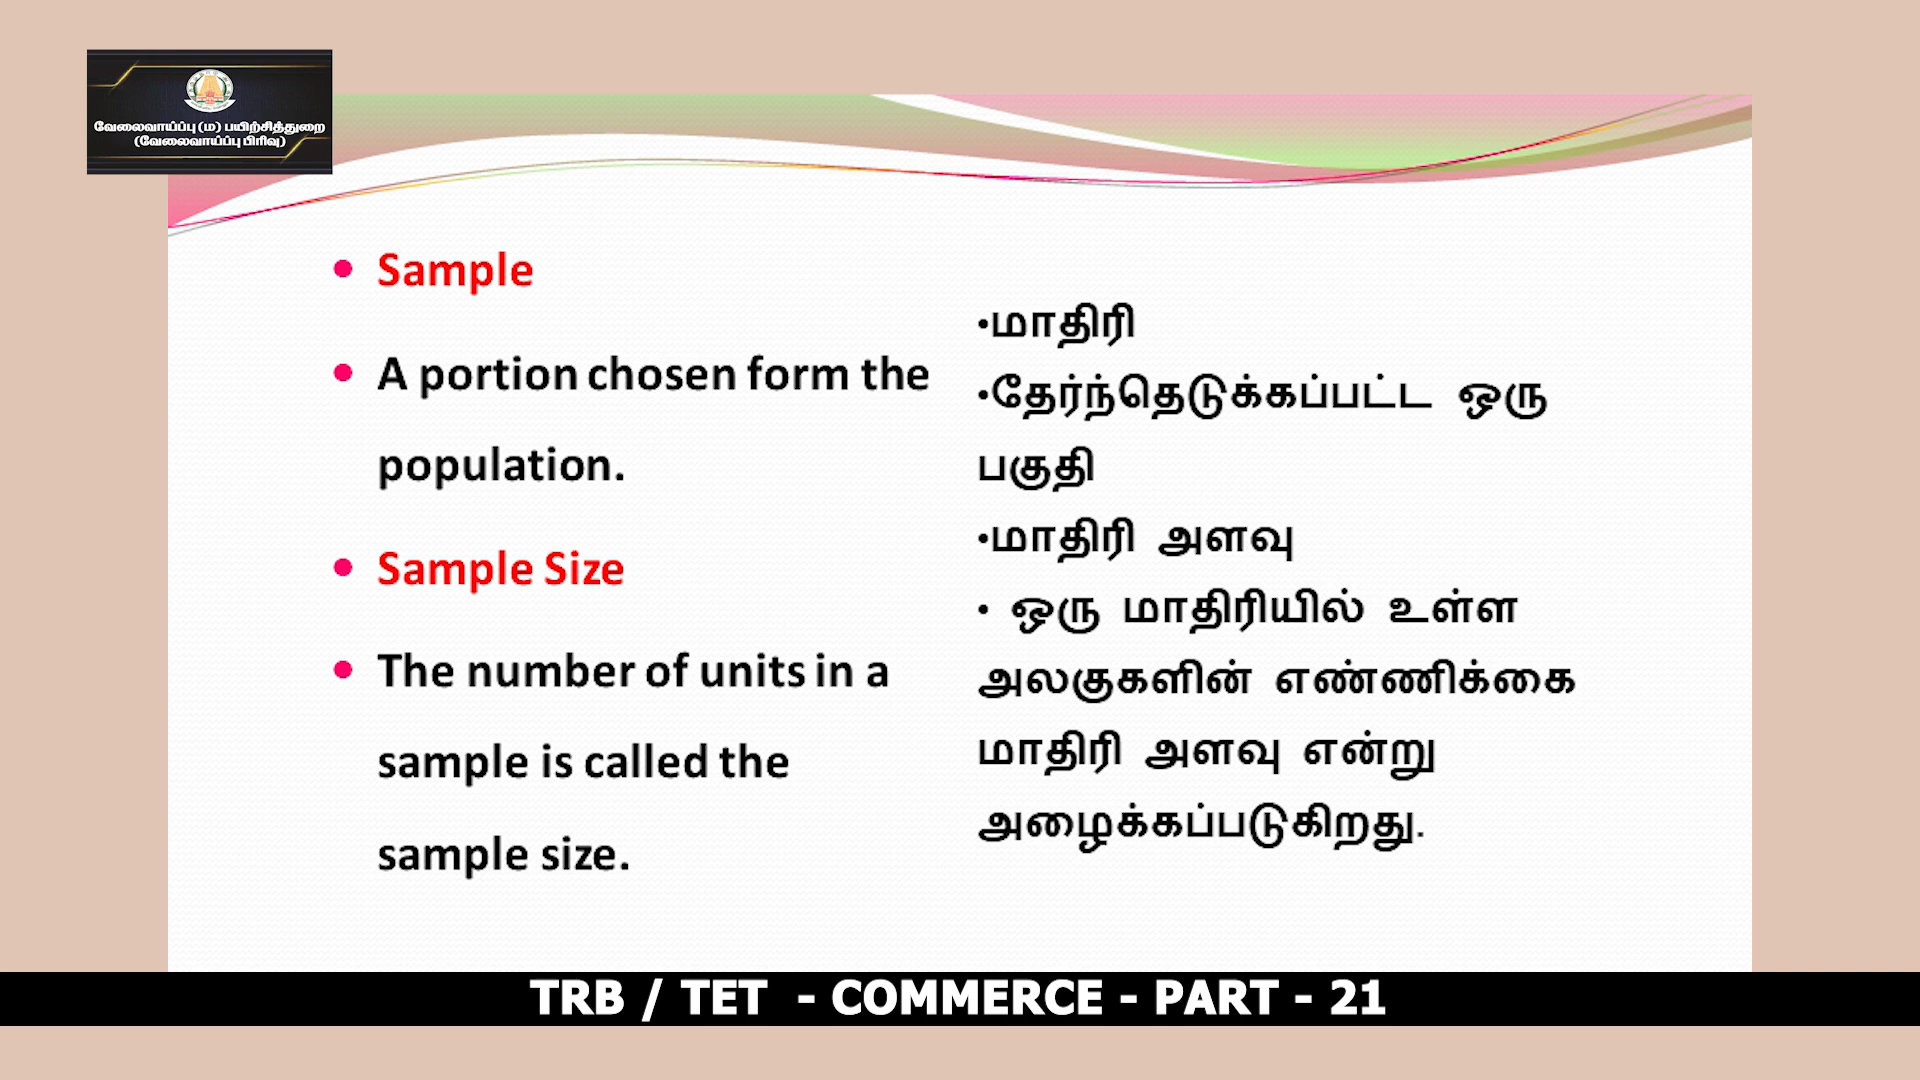 வேலைவாய்ப்பு (ம) பயிற்சித்துறை
(வேலைவாய்ப்பு பிரிவு)
• Sample
• A portion chosen form the
population.
• Sample Size
• The number of units in a
sample is called the
sample size.
•மாதிரி
•தேர்ந்தெடுக்கப்பட்ட ஒரு
பகுதி
•மாதிரி அளவு
• ஒரு மாதிரியில் உள்ள
அலகுகளின் எண்ணிக்கை
மாதிரி அளவு என்று
அழைக்கப்படுகிறது.
TRB / TET - COMMERCE - PART - 21